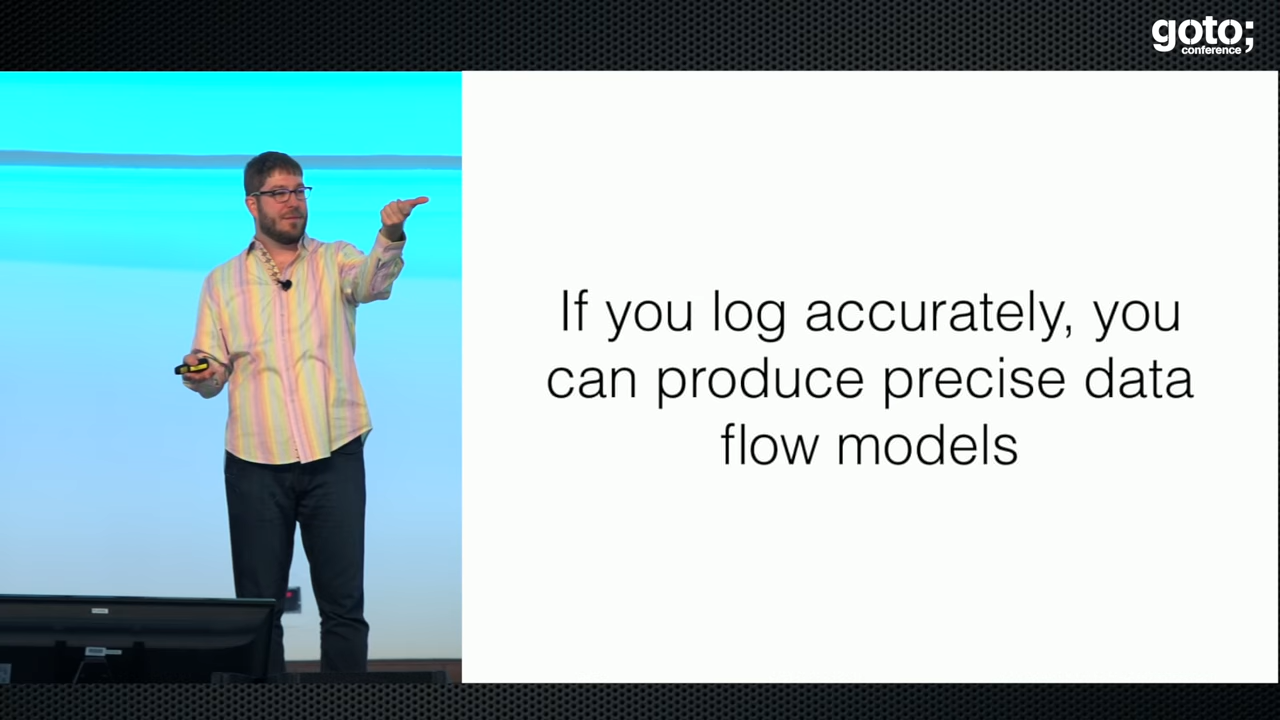 goto;
conference
If you log accurately, you
can produce precise data
flow models